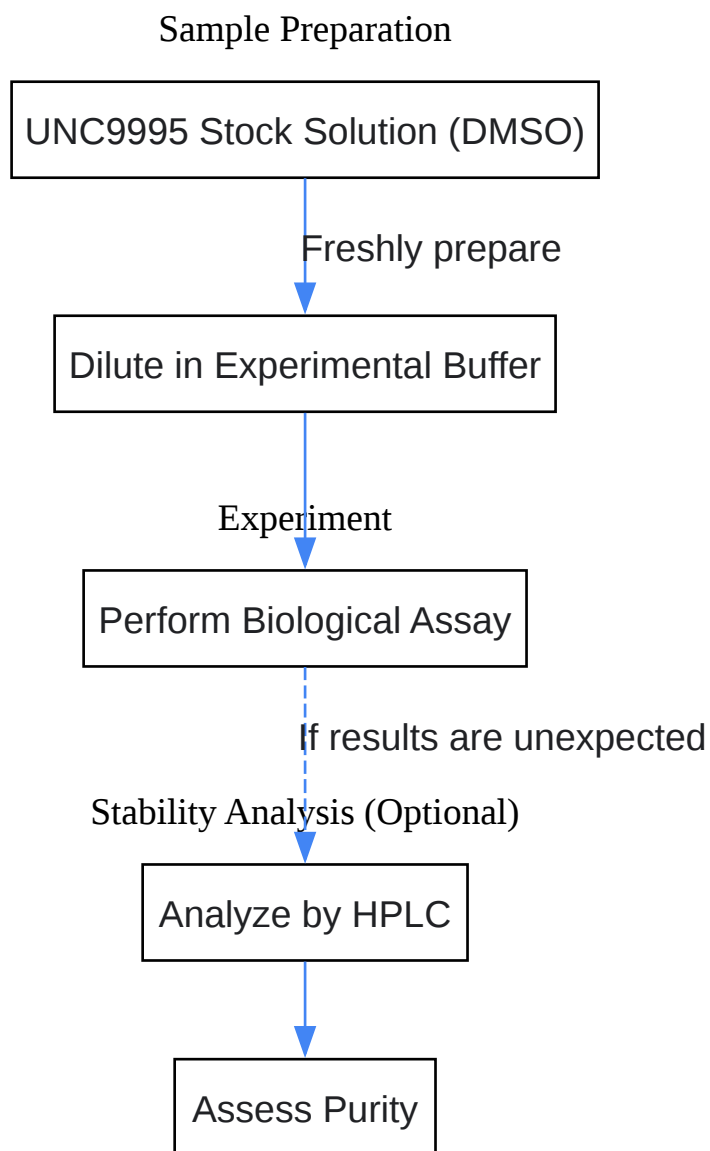 Sample Preparation
UNC9995 Stock Solution (DMSO)
Freshly prepare
Dilute in Experimental Buffer
Experiment
Perform Biological Assay
If results are unexpected
Stability Analysis (Optional)
Analyze by HPLC
Assess Purity